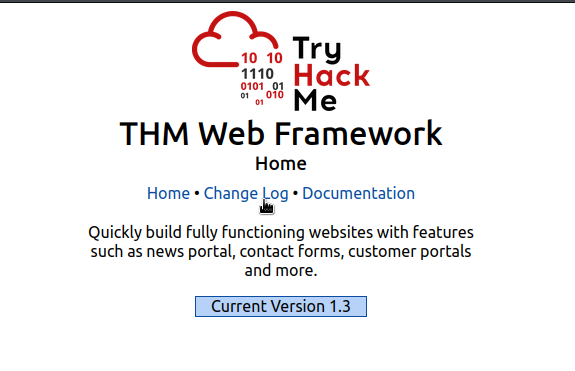 10 10
1110
0101 01
01 010
01
Try
Hack
Me
THM Web Framework
Home
Home • Change Log • Documentation
Quickly build fully functioning websites with features
such as news portal, contact forms, customer portals
and more.
Current Version 1.3